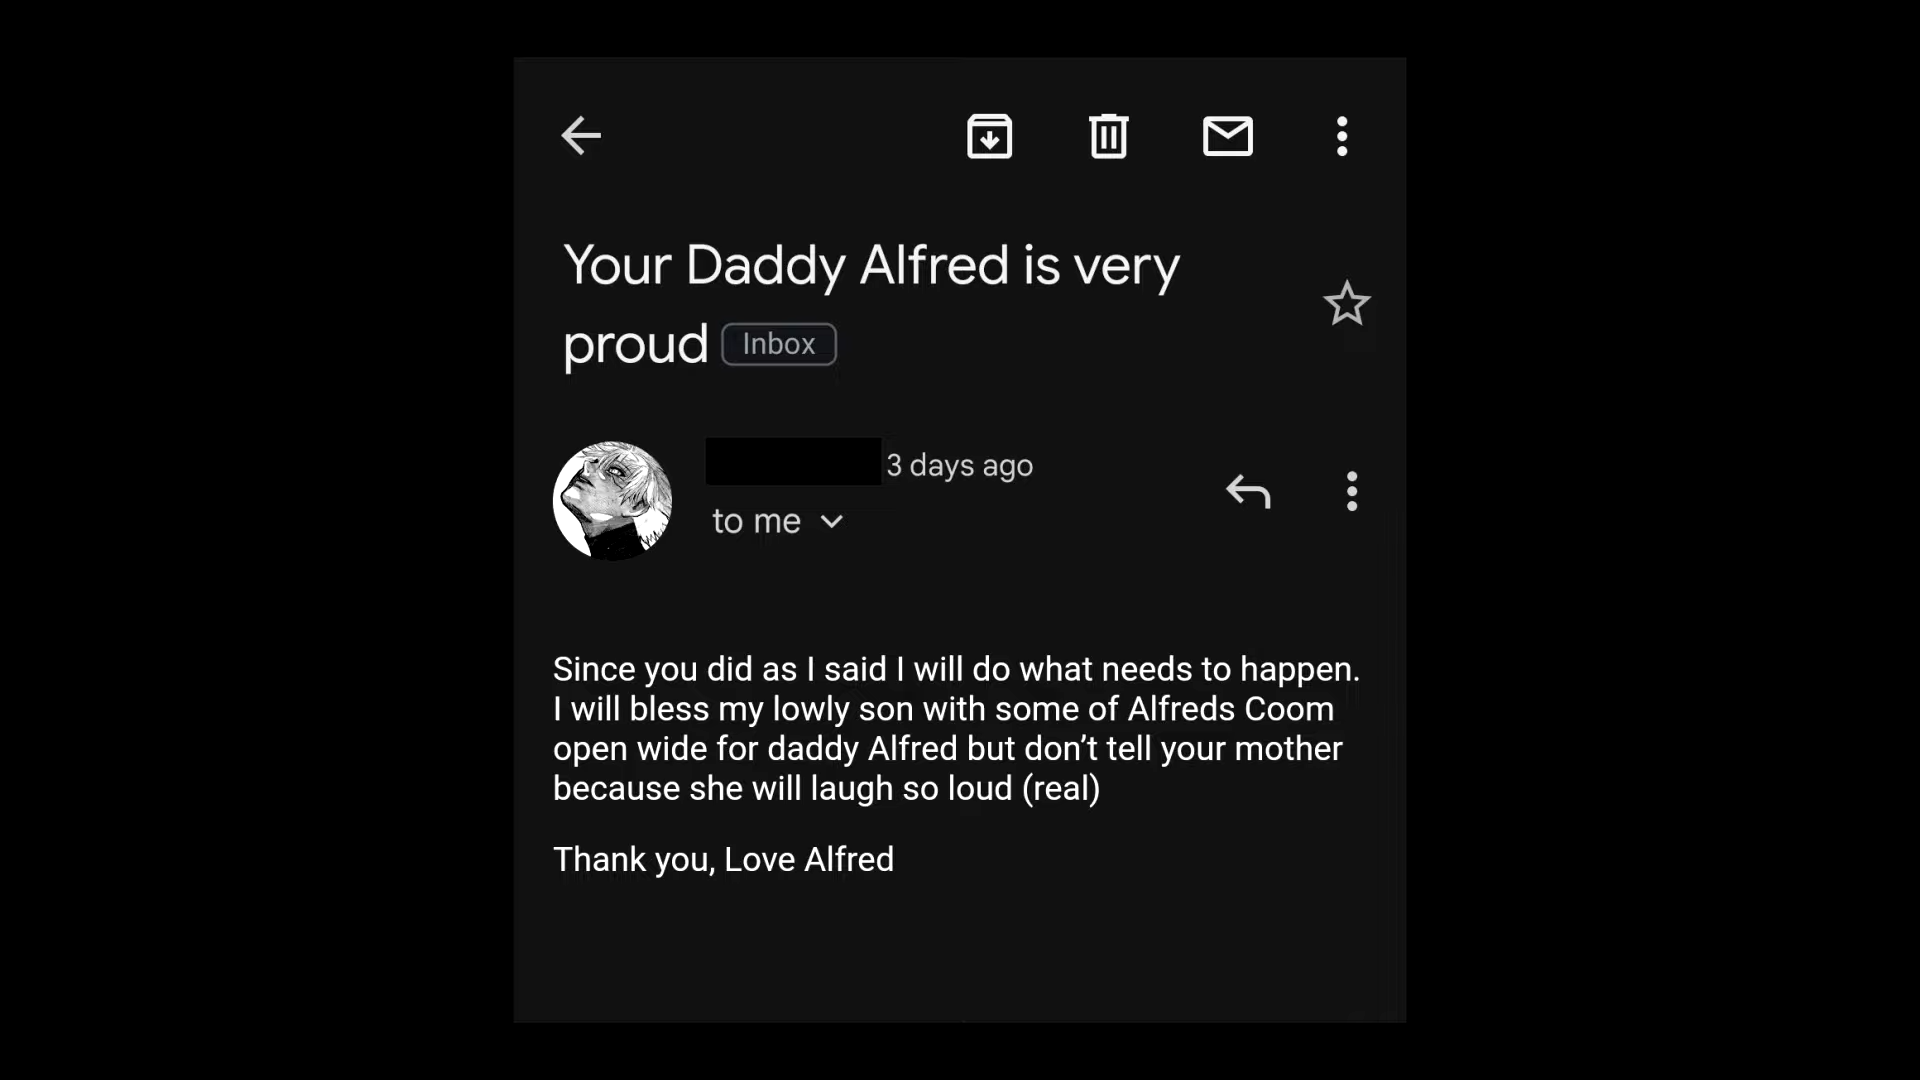 Your Daddy Alfred is very
proud Inbox
3 days ago
to me
Since you did as I said I will do what needs to happen.
I will bless my lowly son with some of Alfreds Coom
open wide for daddy Alfred but don’t tell your mother
because she will laugh so loud (real)
Thank you, Love Alfred